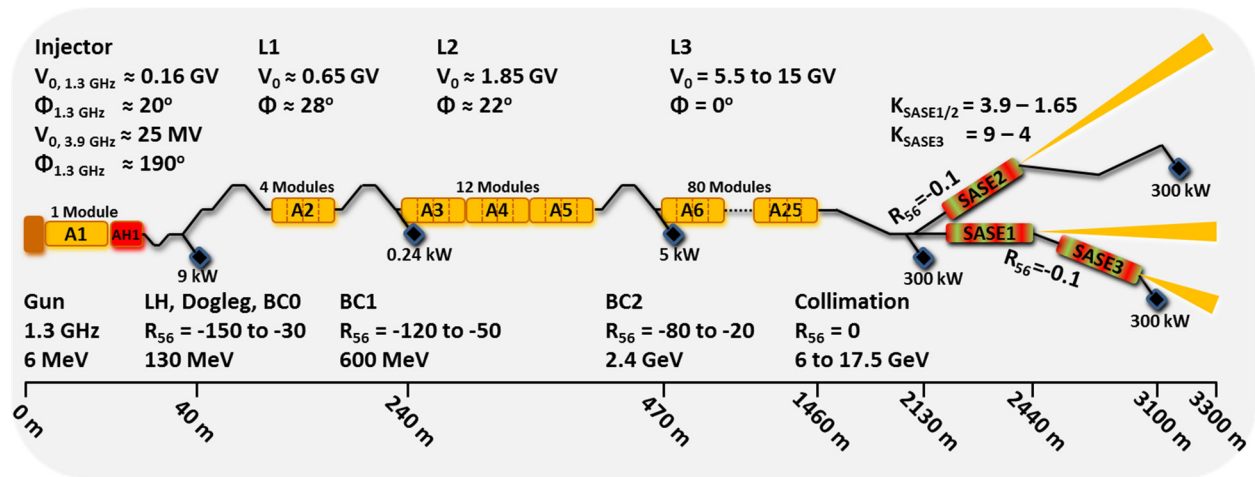 Injector
V0, 1.3 GHz ≈ 0.16 GV
Φ1.3 GHz ≈ 20º
V0, 3.9 GHz ≈ 25 MV
Φ1.3 GHz ≈ 190º
L1
V0 ≈ 0.65 GV
Φ ≈ 28º
L2
V0 ≈ 1.85 GV
Φ ≈ 22º
L3
V0 = 5.5 to 15 GV
Φ = 0º
KSASE1/2 = 3.9 – 1.65
KSASE3 = 9 – 4
1 Module
A1
AH1
9 kW
4 Modules
A2
12 Modules
A3
A4
A5
0.24 kW
80 Modules
A6
A25
5 kW
R56=-0.1
SASE2
300 kW
SASE1
300 kW
R56=-0.1
SASE3
300 kW
Gun
1.3 GHz
6 MeV
LH, Dogleg, BC0
R56 = -150 to -30
130 MeV
BC1
R56 = -120 to -50
600 MeV
BC2
R56 = -80 to -20
2.4 GeV
Collimation
R56 = 0
6 to 17.5 GeV
0 m
40 m
240 m
470 m
1460 m
2130 m
2440 m
3100 m
3300 m